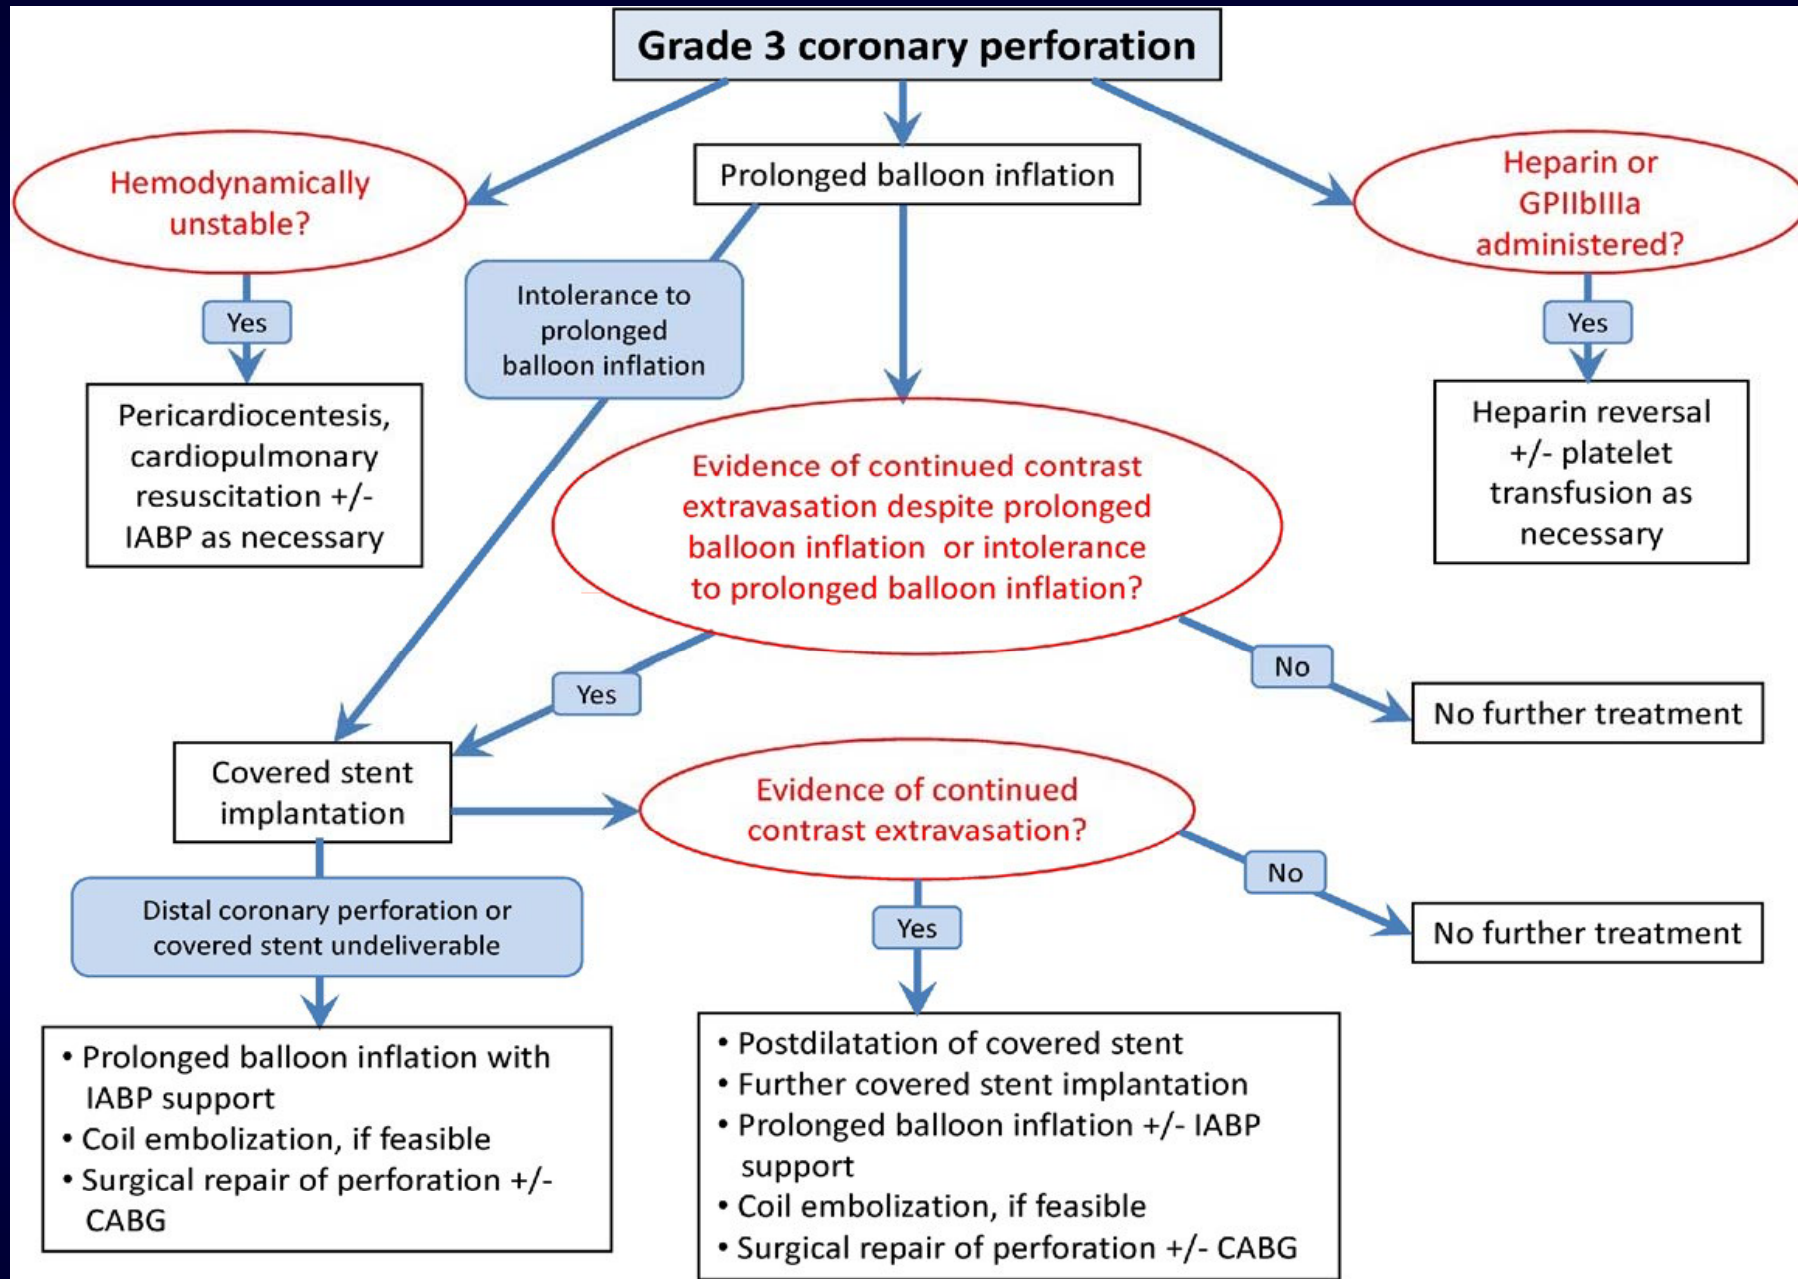 Grade 3 coronary perforation
Hemodynamically
unstable?
Prolonged balloon inflation
Heparin or
GPIIbIIIa
administered?
Yes
Intolerance to
prolonged
balloon inflation
Yes
Pericardiocentesis,
cardiopulmonary
resuscitation +/-
IABP as necessary
Heparin reversal
+/- platelet
transfusion as
necessary
Evidence of continued contrast
extravasation despite prolonged
balloon inflation or intolerance
to prolonged balloon inflation?
Yes
No
No further treatment
Covered stent
implantation
Evidence of continued
contrast extravasation?
No
No further treatment
Distal coronary perforation or
covered stent undeliverable
Yes
• Prolonged balloon inflation with
IABP support
• Coil embolization, if feasible
• Surgical repair of perforation +/-
CABG
• Postdilatation of covered stent
• Further covered stent implantation
• Prolonged balloon inflation +/- IABP
support
• Coil embolization, if feasible
• Surgical repair of perforation +/- CABG